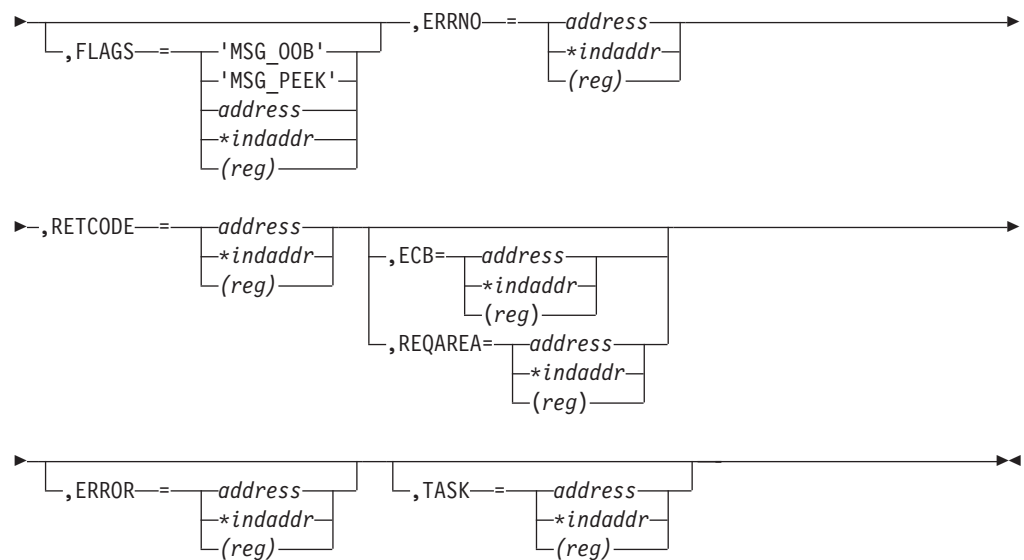 ,ERRNO = address
,FLAGS = 'MSG_OOB' *indaddr
'MSG_PEEK' (reg)
address
*indaddr
(reg)
,RETCODE = address
*indaddr ,ECB= address
(reg) *indaddr
(reg)
,REQAREA= address
*indaddr
(reg)
,ERROR = address ,TASK = address
*indaddr *indaddr
(reg) (reg)